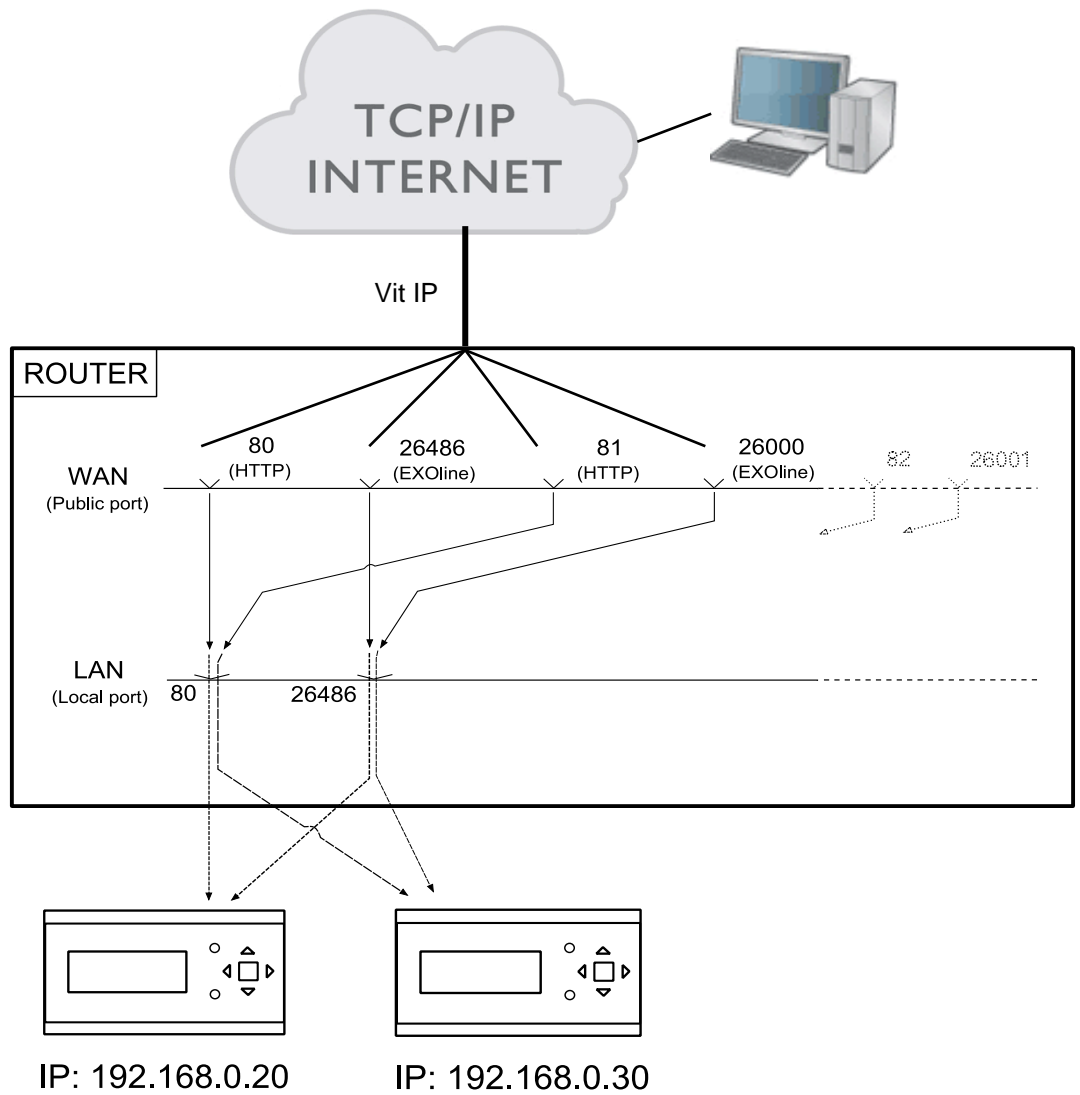 TCP/IP
INTERNET
Vit IP
ROUTER
80
(HTTP)
26486
(EXOline)
81
(HTTP)
26000
(EXOline)
82
26001
WAN
(Public port)
LAN
(Local port)
80
26486
IP: 192.168.0.20
IP: 192.168.0.30